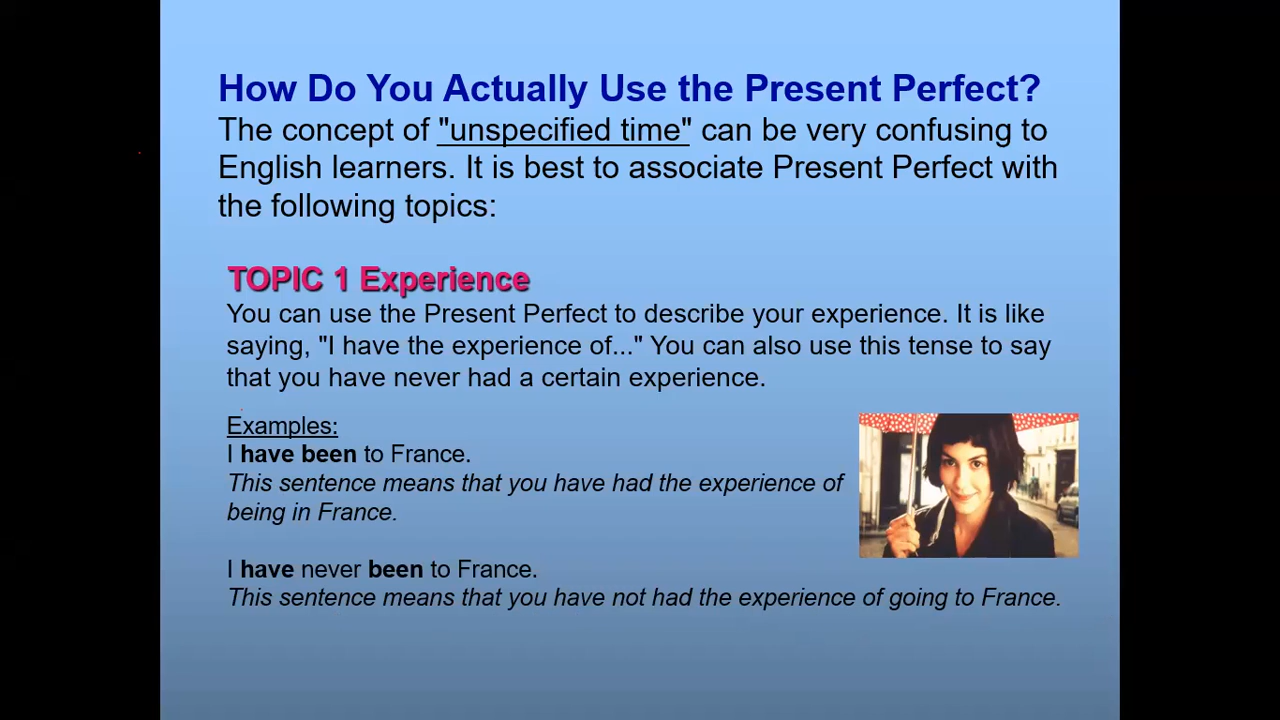 How Do You Actually Use the Present Perfect?
The concept of "unspecified time" can be very confusing to
English learners. It is best to associate Present Perfect with
the following topics:
TOPIC 1 Experience
You can use the Present Perfect to describe your experience. It is like
saying, "I have the experience of..." You can also use this tense to say
that you have never had a certain experience.
Examples:
I have been to France.
This sentence means that you have had the experience of
being in France.
I have never been to France.
This sentence means that you have not had the experience of going to France.